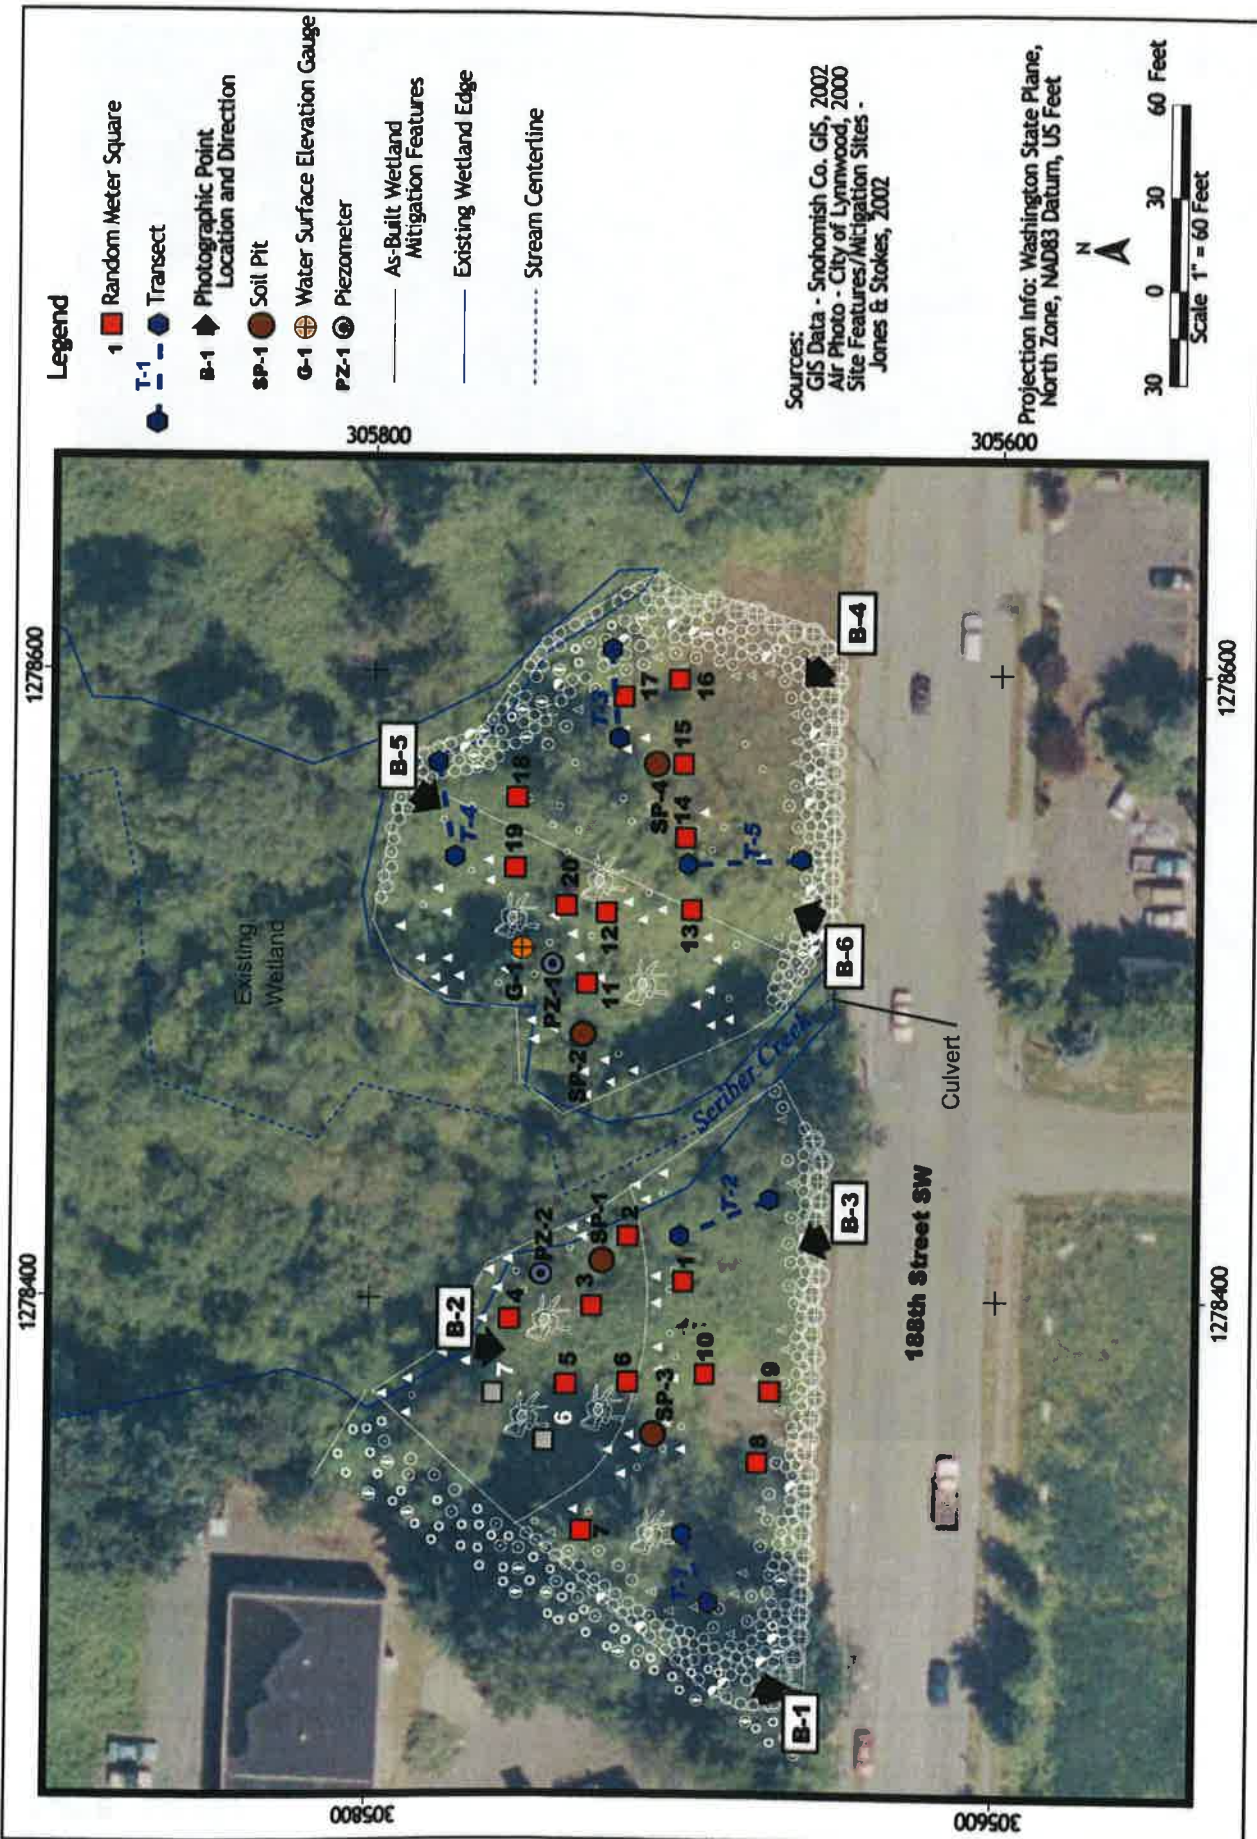 Legend
1 Random Meter Square
T-1 Transect
B-1 Photographic Point
Location and Direction
SP-1 Soil Pit
G-1 Water Surface Elevation Gauge
PZ-1 Piezometer
As-Built Wetland
Mitigation Features
Existing Wetland Edge
Stream Centerline
Sources:
GIS Data - Snohomish Co. GIS, 2002
Air Photo - City of Lynnwood, 2000
Site Features/Mitigation Sites -
Jones & Stokes, 2002
Projection Info: Washington State Plane,
North Zone, NAD83 Datum, US Feet
N
30 0 30 60 Feet
Scale 1" = 60 Feet
1278400
1278600
305800
305800
305600
305600
1278400
1278600
Existing
Wetland
B-5
B-2
T-4
18
19
20
G-1
PZ-1
12
11
SP-2
T-3
17
16
15
SP-4
14
13
T-5
B-4
B-6
Scriber Creek
Culvert
PZ-2
SP-1
2
T-2
1
3
4
7
5
6
6
10
9
SP-3
8
7
T-1
B-3
B-1
188th Street SW